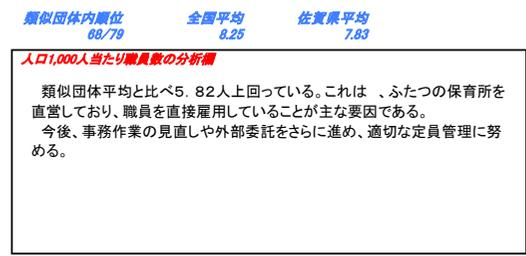 類似団体内順位 全国平均 佐賀県平均
68/79 8.25 7.83
人口1,000人当たり職員数の分析欄
類似団体平均と比べ5.82人上回っている。これは 、ふたつの保育所を
直営しており、職員を直接雇用していることが主な要因である。
今後、事務作業の見直しや外部委託をさらに進め、適切な定員管理に努
める。